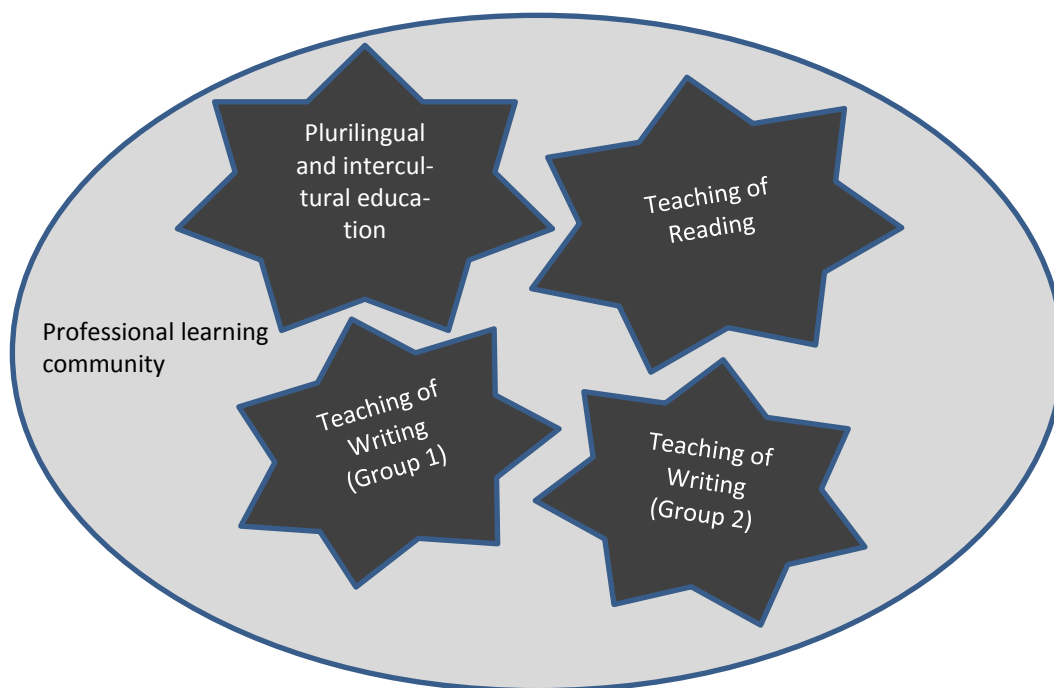 Plurilingual
and intercul-
tural educa-
tion
Teaching of
Reading
Professional learning
community
Teaching of
Writing
(Group 1)
Teaching of
Writing
(Group 2)